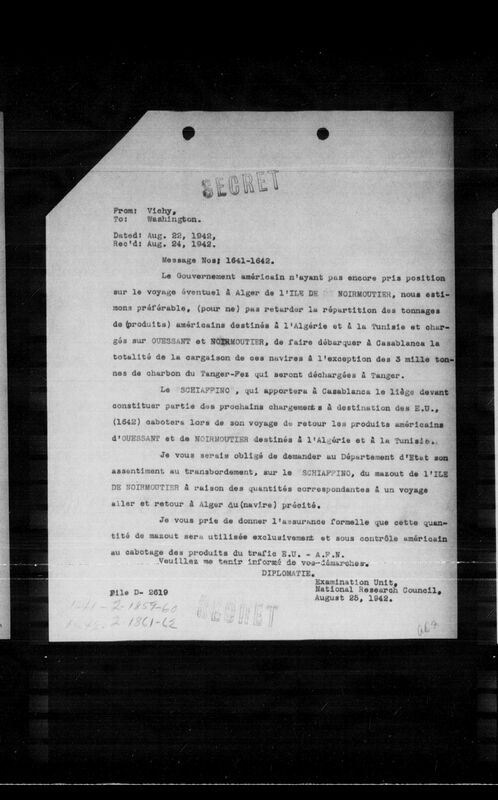 SECRET
From: Vichy,
To: Washington.
Dated: Aug. 22, 1942,
Rec'd: Aug. 24, 1942.
Message Nos: 1641-1642.
Le Gouvernement américain n'ayant pas encore pris position
sur le voyage éventuel à Alger de l'ILE DE NOIRMOUTIER, nous esti-
mons préférable, (pour ne) pas retarder la répartition des tonnages
de (produits) américains destinés à l'Algérie et à la Tunisie et char-
gés sur OUESSANT et NOIRMOUTIER, de faire débarquer à Casablanca la
totalité de la cargaison de ces navires à l'exception des 3 mille ton-
nes de charbon du Tanger-Fez qui seront déchargées à Tanger.
Le "SCHIAFFINO", qui apportera à Casablanca le liège devant
constituer partie des prochains chargements à destination des E.U.,
(1642) cabotera lors de son voyage de retour les produits américains
d'OUESSANT et de NOIRMOUTIER destinés à l'Algérie et à la Tunisie.
Je vous serais obligé de demander au Département d'Etat son
assentiment au transbordement, sur le "SCHIAFFINO, du mazout de l'ILE
DE NOIRMOUTIER à raison des quantités correspondantes à un voyage
aller et retour à Alger du (navire) précité.
Je vous prie de donner l'assurance formelle que cette quan-
tité de mazout sera utilisée exclusivement et sous contrôle américain
au cabotage des produits du trafic E.U. - A.F.N.
Veuillez me tenir informé de vos démarches.
DIPLOMATIE.
Examination Unit,
National Research Council,
August 25, 1942.
File D- 2619
1641 - 2-1859-60
1642 - 2-1861-62
SECRET